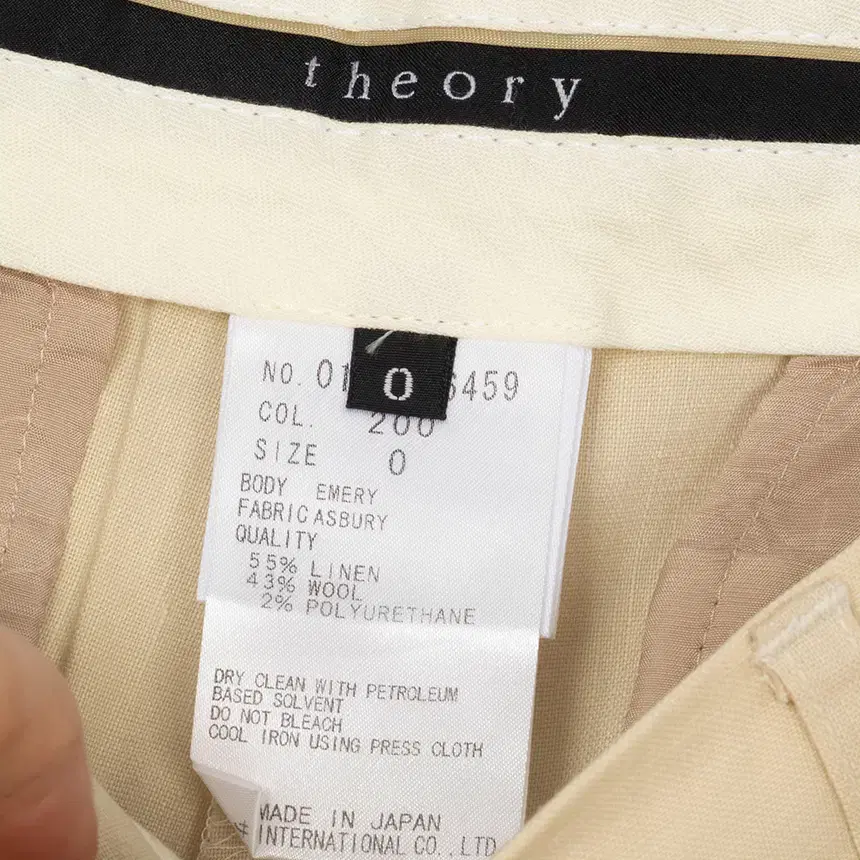 theory
NO. 01 6459
0
COL. 200
SIZE 0
BODY EMERY
FABRIC ASBURY
QUALITY
55% LINEN
43% WOOL
2% POLYURETHANE
DRY CLEAN WITH PETROLEUM
BASED SOLVENT
DO NOT BLEACH
COOL IRON USING PRESS CLOTH
MADE IN JAPAN
INTERNATIONAL CO.,LTD